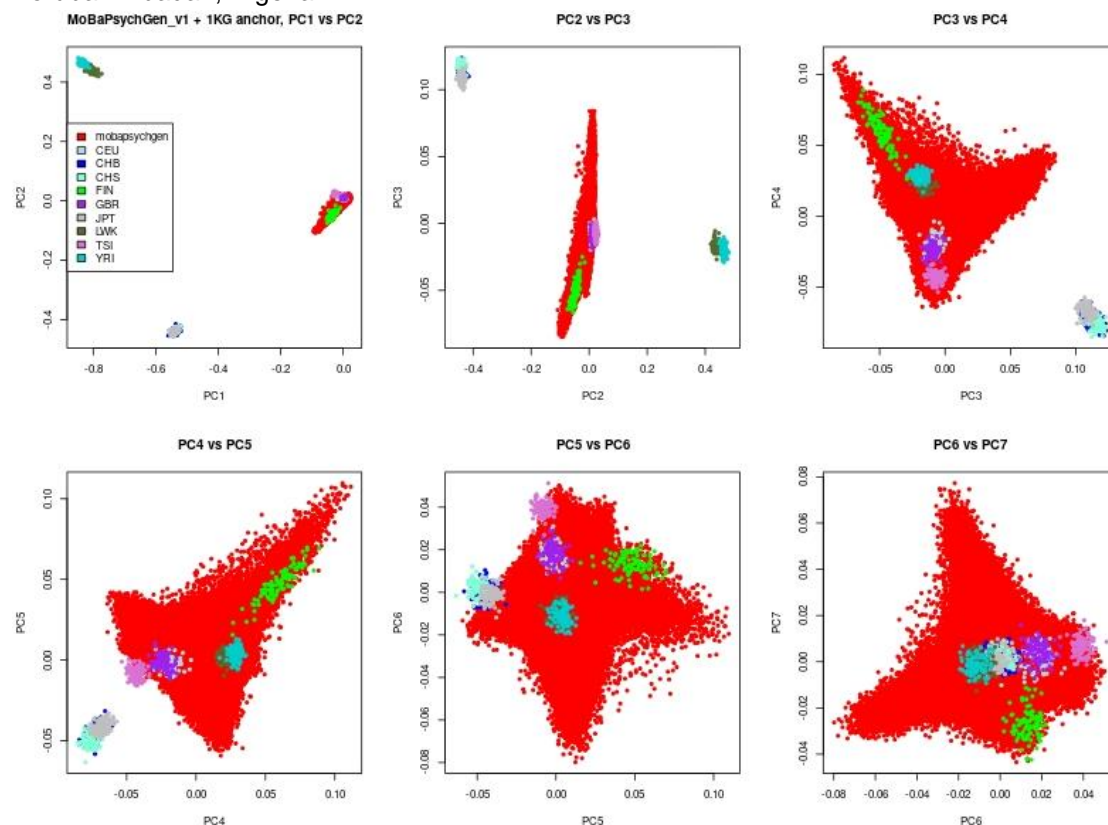 MoBaPsychGen_v1 + 1KG anchor, PC1 vs PC2
PC2
0.4
0.2
0.0
-0.2
-0.4
mobapsychgen
CEU
CHB
CHS
FIN
GBR
JPT
LWK
TSI
YRI
-0.8 -0.6 -0.4 -0.2 0.0
PC1
PC2 vs PC3
PC3
0.10
0.05
0.00
-0.05
-0.2 0.0 0.2 0.4
PC2
PC3 vs PC4
PC4
0.10
0.05
0.00
-0.05
-0.05 0.00 0.05 0.10
PC3
PC4 vs PC5
PC5
0.10
0.05
0.00
-0.05
-0.05 0.00 0.05 0.10
PC4
PC5 vs PC6
PC6
0.04
0.02
0.00
-0.02
-0.04
-0.06
-0.08
-0.05 0.00 0.05 0.10
PC5
PC6 vs PC7
PC7
0.08
0.06
0.04
0.02
0.00
-0.02
-0.04
-0.08 -0.06 -0.04 -0.02 0.00 0.02 0.04
PC6